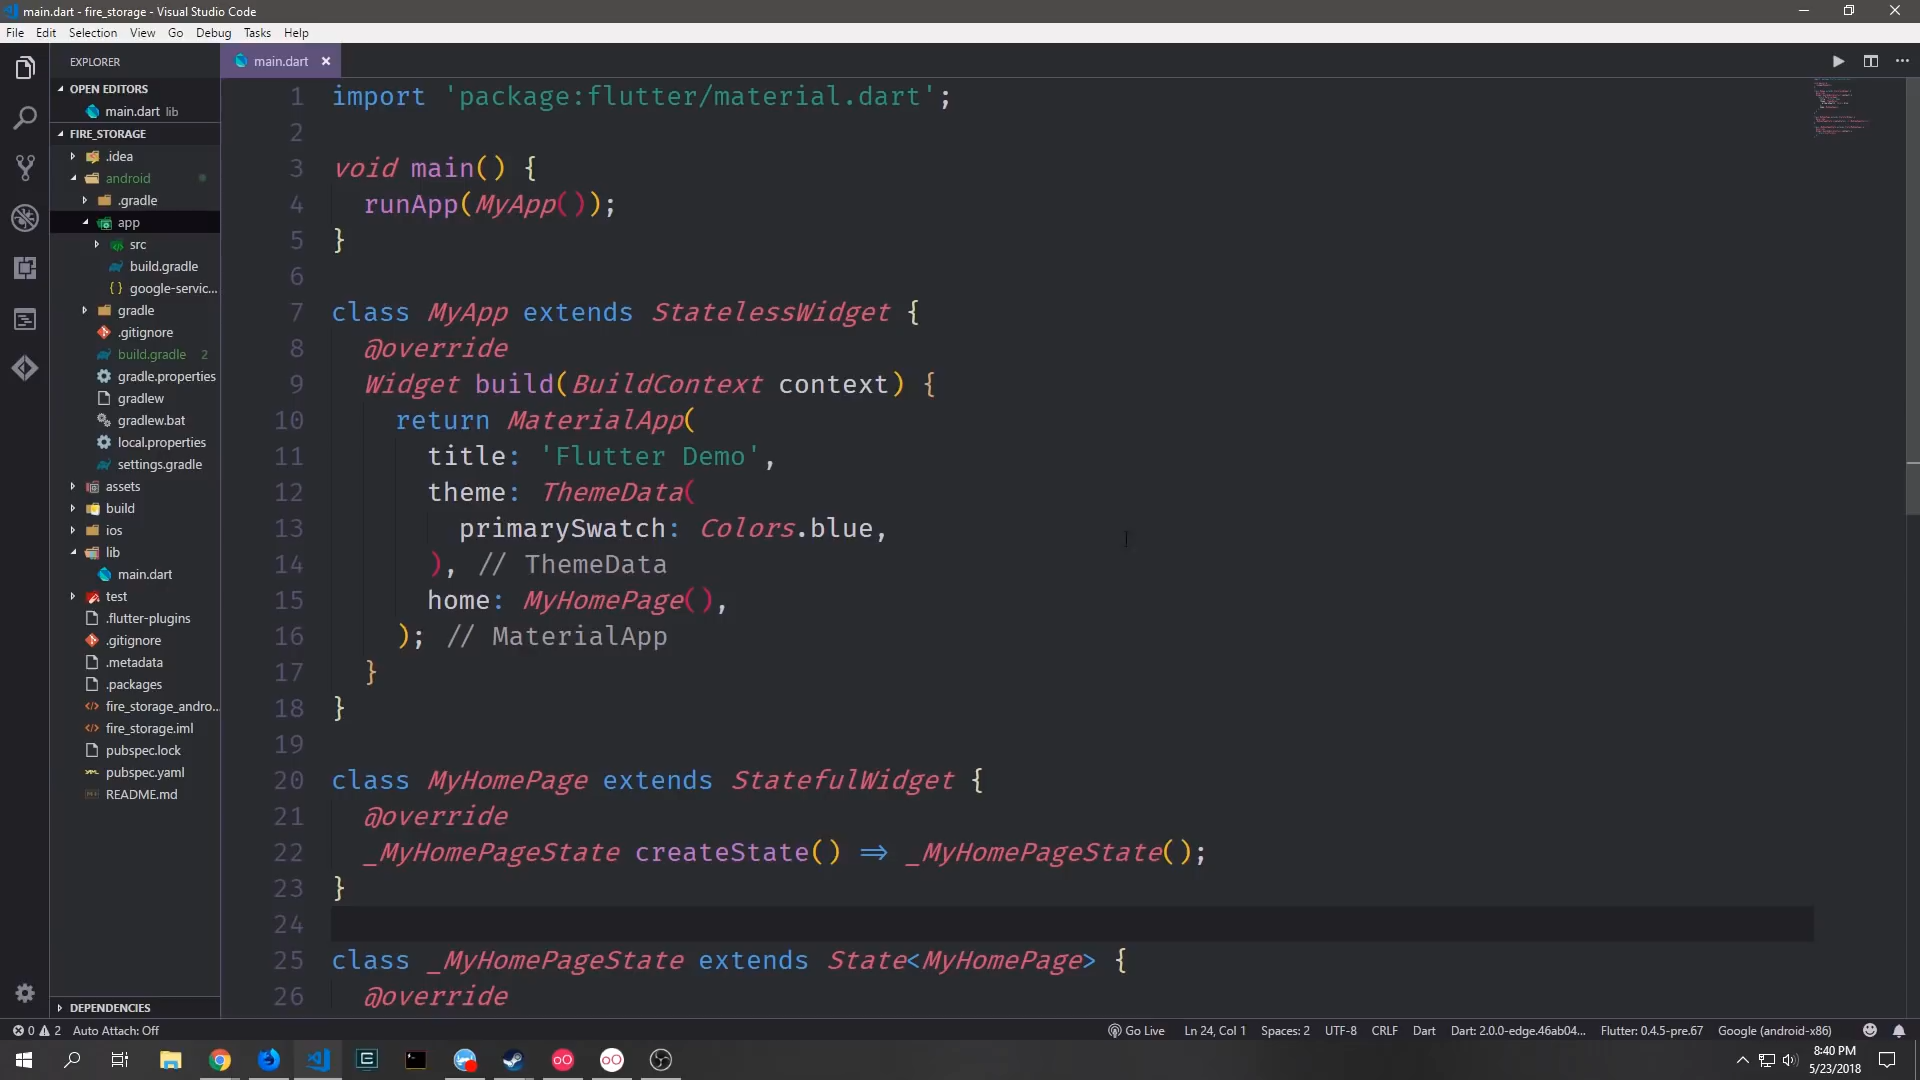 main.dart - fire_storage - Visual Studio Code
File Edit Selection View Go Debug Tasks Help
EXPLORER
OPEN EDITORS
main.dart lib
FIRE_STORAGE
.idea
android
.gradle
app
src
build.gradle
google-servic...
gradle
.gitignore
build.gradle 2
gradle.properties
gradlew
gradlew.bat
local.properties
settings.gradle
assets
build
ios
lib
main.dart
test
.flutter-plugins
.gitignore
.metadata
.packages
fire_storage_andro...
fire_storage.iml
pubspec.lock
pubspec.yaml
README.md
DEPENDENCIES
main.dart
1 import 'package:flutter/material.dart';
2
3 void main() {
4 runApp(MyApp());
5 }
6
7 class MyApp extends StatelessWidget {
8 @override
9 Widget build(BuildContext context) {
10 return MaterialApp(
11 title: 'Flutter Demo',
12 theme: ThemeData(
13 primarySwatch: Colors.blue,
14 ), // ThemeData
15 home: MyHomePage(),
16 ); // MaterialApp
17 }
18 }
19
20 class MyHomePage extends StatefulWidget {
21 @override
22 _MyHomePageState createState() => _MyHomePageState();
23 }
24
25 class _MyHomePageState extends State<MyHomePage> {
26 @override
0 2 Auto Attach: Off Go Live Ln 24, Col 1 Spaces: 2 UTF-8 CRLF Dart Dart: 2.0.0-edge.46ab04... Flutter: 0.4.5-pre.67 Google (android-x86)
8:40 PM
5/23/2018